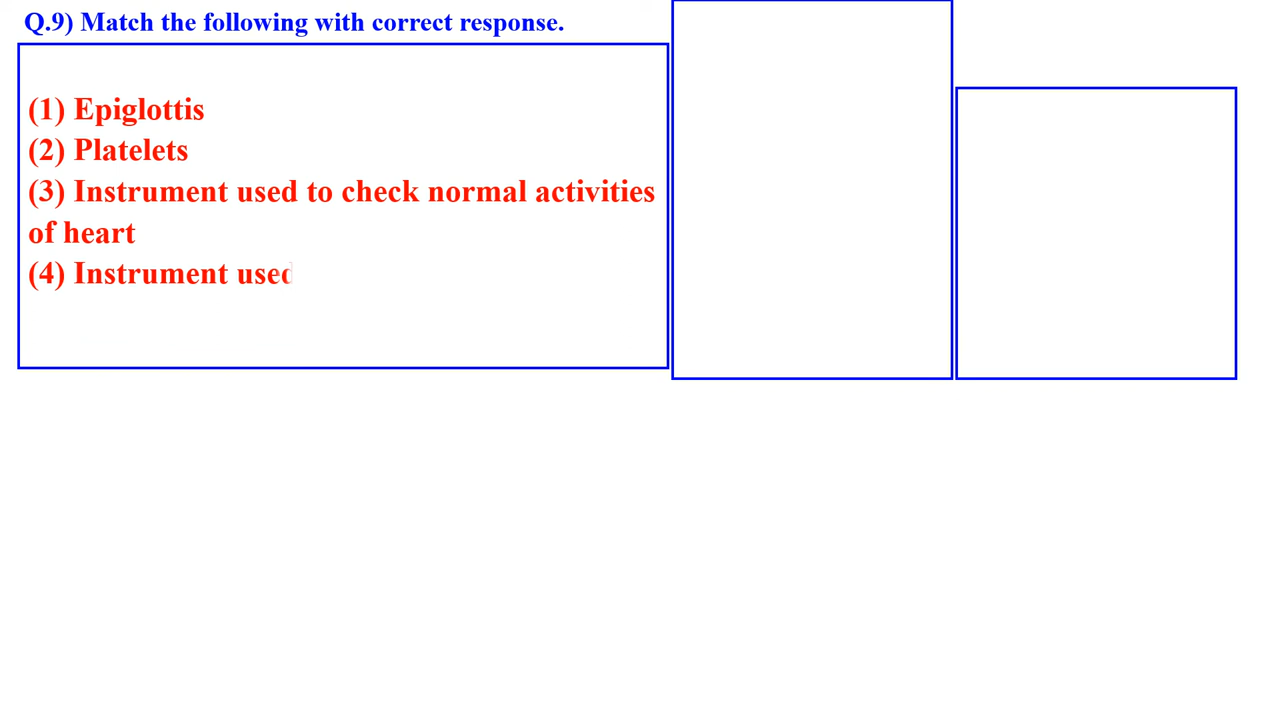 Q.9) Match the following with correct response.
(1) Epiglottis
(2) Platelets
(3) Instrument used to check normal activities
of heart
(4) Instrument used